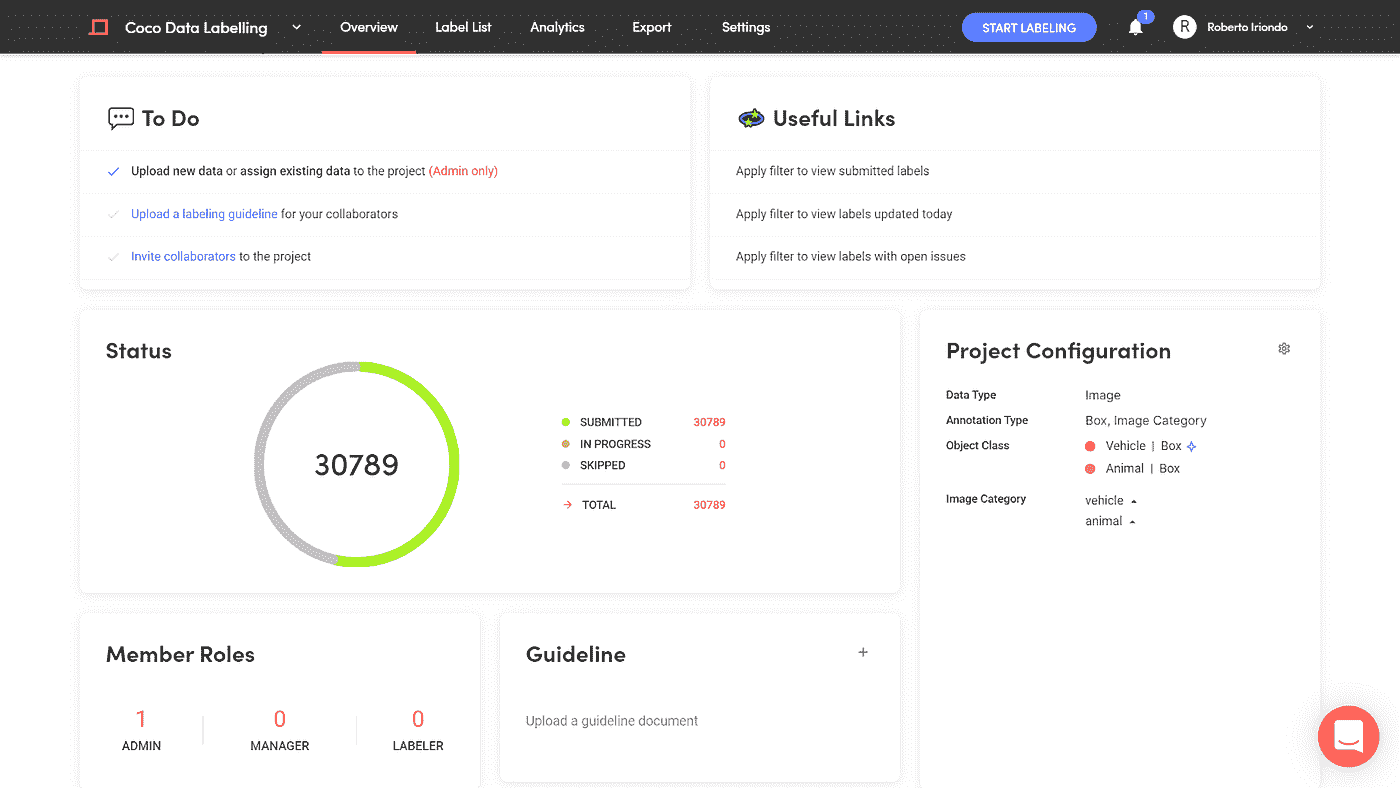 Coco Data Labelling
Overview
Label List
Analytics
Export
Settings
START LABELING
1
R
Roberto Iriondo
To Do
Upload new data or assign existing data to the project (Admin only)
Upload a labeling guideline for your collaborators
Invite collaborators to the project
Useful Links
Apply filter to view submitted labels
Apply filter to view labels updated today
Apply filter to view labels with open issues
Status
30789
SUBMITTED 30789
IN PROGRESS 0
SKIPPED 0
TOTAL 30789
Project Configuration
Data Type Image
Annotation Type Box, Image Category
Object Class Vehicle | Box
Animal | Box
Image Category vehicle
animal
Member Roles
1 0 0
ADMIN MANAGER LABELER
Guideline
+
Upload a guideline document